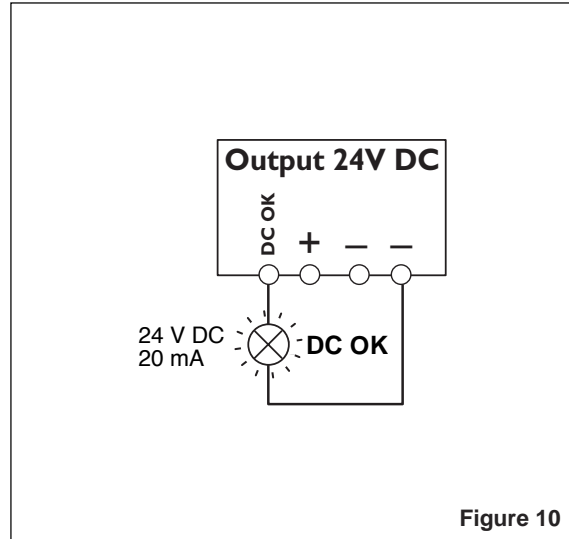 Output 24V DC
DC OK
+ – –
24 V DC
20 mA
DC OK
Figure 10